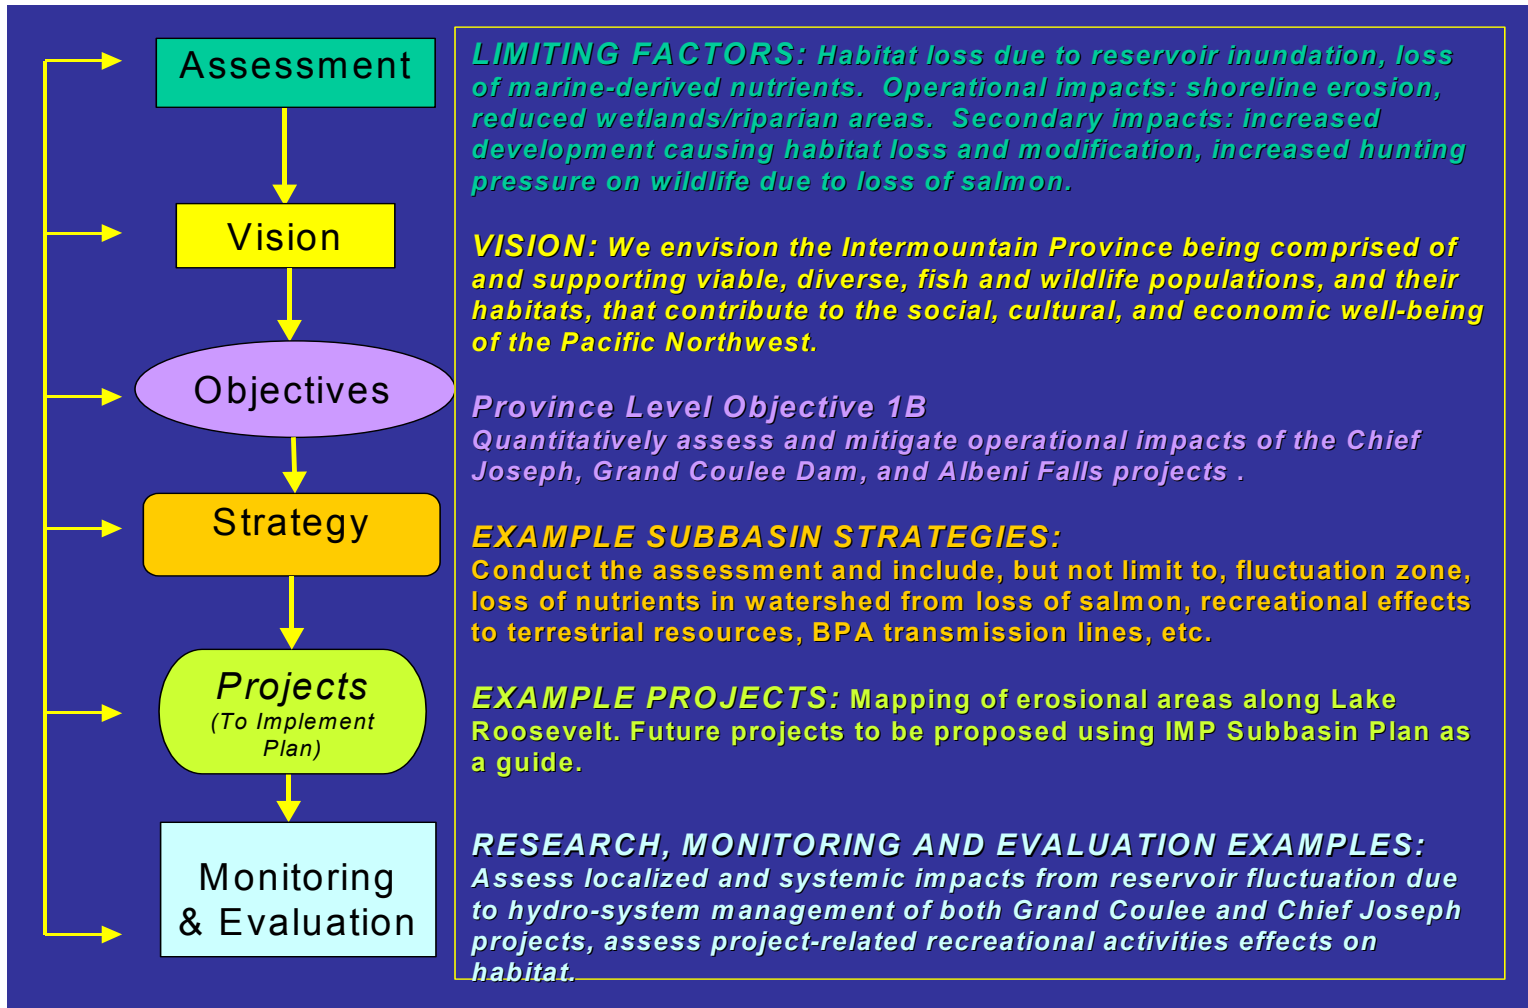 Assessment
Vision
Objectives
Strategy
Projects
(To Implement
Plan)
Monitoring
& Evaluation
LIMITING FACTORS: Habitat loss due to reservoir inundation, loss
of marine-derived nutrients.  Operational impacts: shoreline erosion,
reduced wetlands/riparian areas.  Secondary impacts: increased
development causing habitat loss and modification, increased hunting
pressure on wildlife due to loss of salmon.
VISION: We envision the Intermountain Province being comprised of
and supporting viable, diverse, fish and wildlife populations, and their
habitats, that contribute to the social, cultural, and economic well-being
of the Pacific Northwest.
Province Level Objective 1B
Quantitatively assess and mitigate operational impacts of the Chief
Joseph, Grand Coulee Dam, and Albeni Falls projects .
EXAMPLE SUBBASIN STRATEGIES:
Conduct the assessment and include, but not limit to, fluctuation zone,
loss of nutrients in watershed from loss of salmon, recreational effects
to terrestrial resources, BPA transmission lines, etc.
EXAMPLE PROJECTS: Mapping of erosional areas along Lake
Roosevelt. Future projects to be proposed using IMP Subbasin Plan as
a guide.
RESEARCH, MONITORING AND EVALUATION EXAMPLES:
Assess localized and systemic impacts from reservoir fluctuation due
to hydro-system management of both Grand Coulee and Chief Joseph
projects, assess project-related recreational activities effects on
habitat.